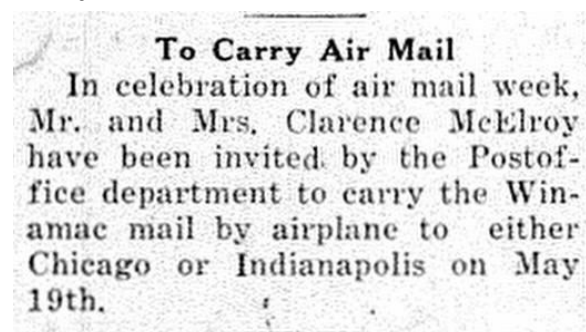 To Carry Air Mail
In celebration of air mail week,
Mr. and Mrs. Clarence McElroy
have been invited by the Postof-
fice department to carry the Win-
amac mail by airplane to either
Chicago or Indianapolis on May
19th.